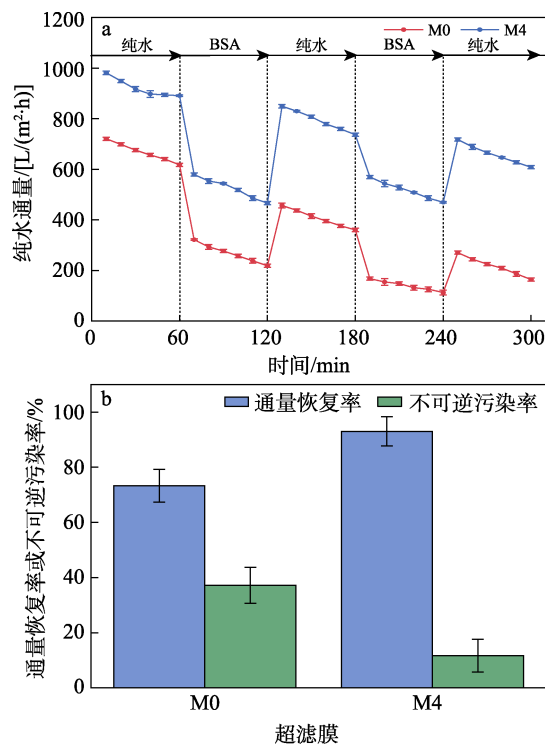 a
M0
M4
纯水
BSA
纯水
BSA
纯水
1200
1000
800
600
400
200
0
纯水通量/[L/(m²·h)]
0
60
120
180
240
300
时间/min
b
通量恢复率
不可逆污染率
100
80
60
40
20
0
通量恢复率或不可逆污染率/%
M0
M4
超滤膜